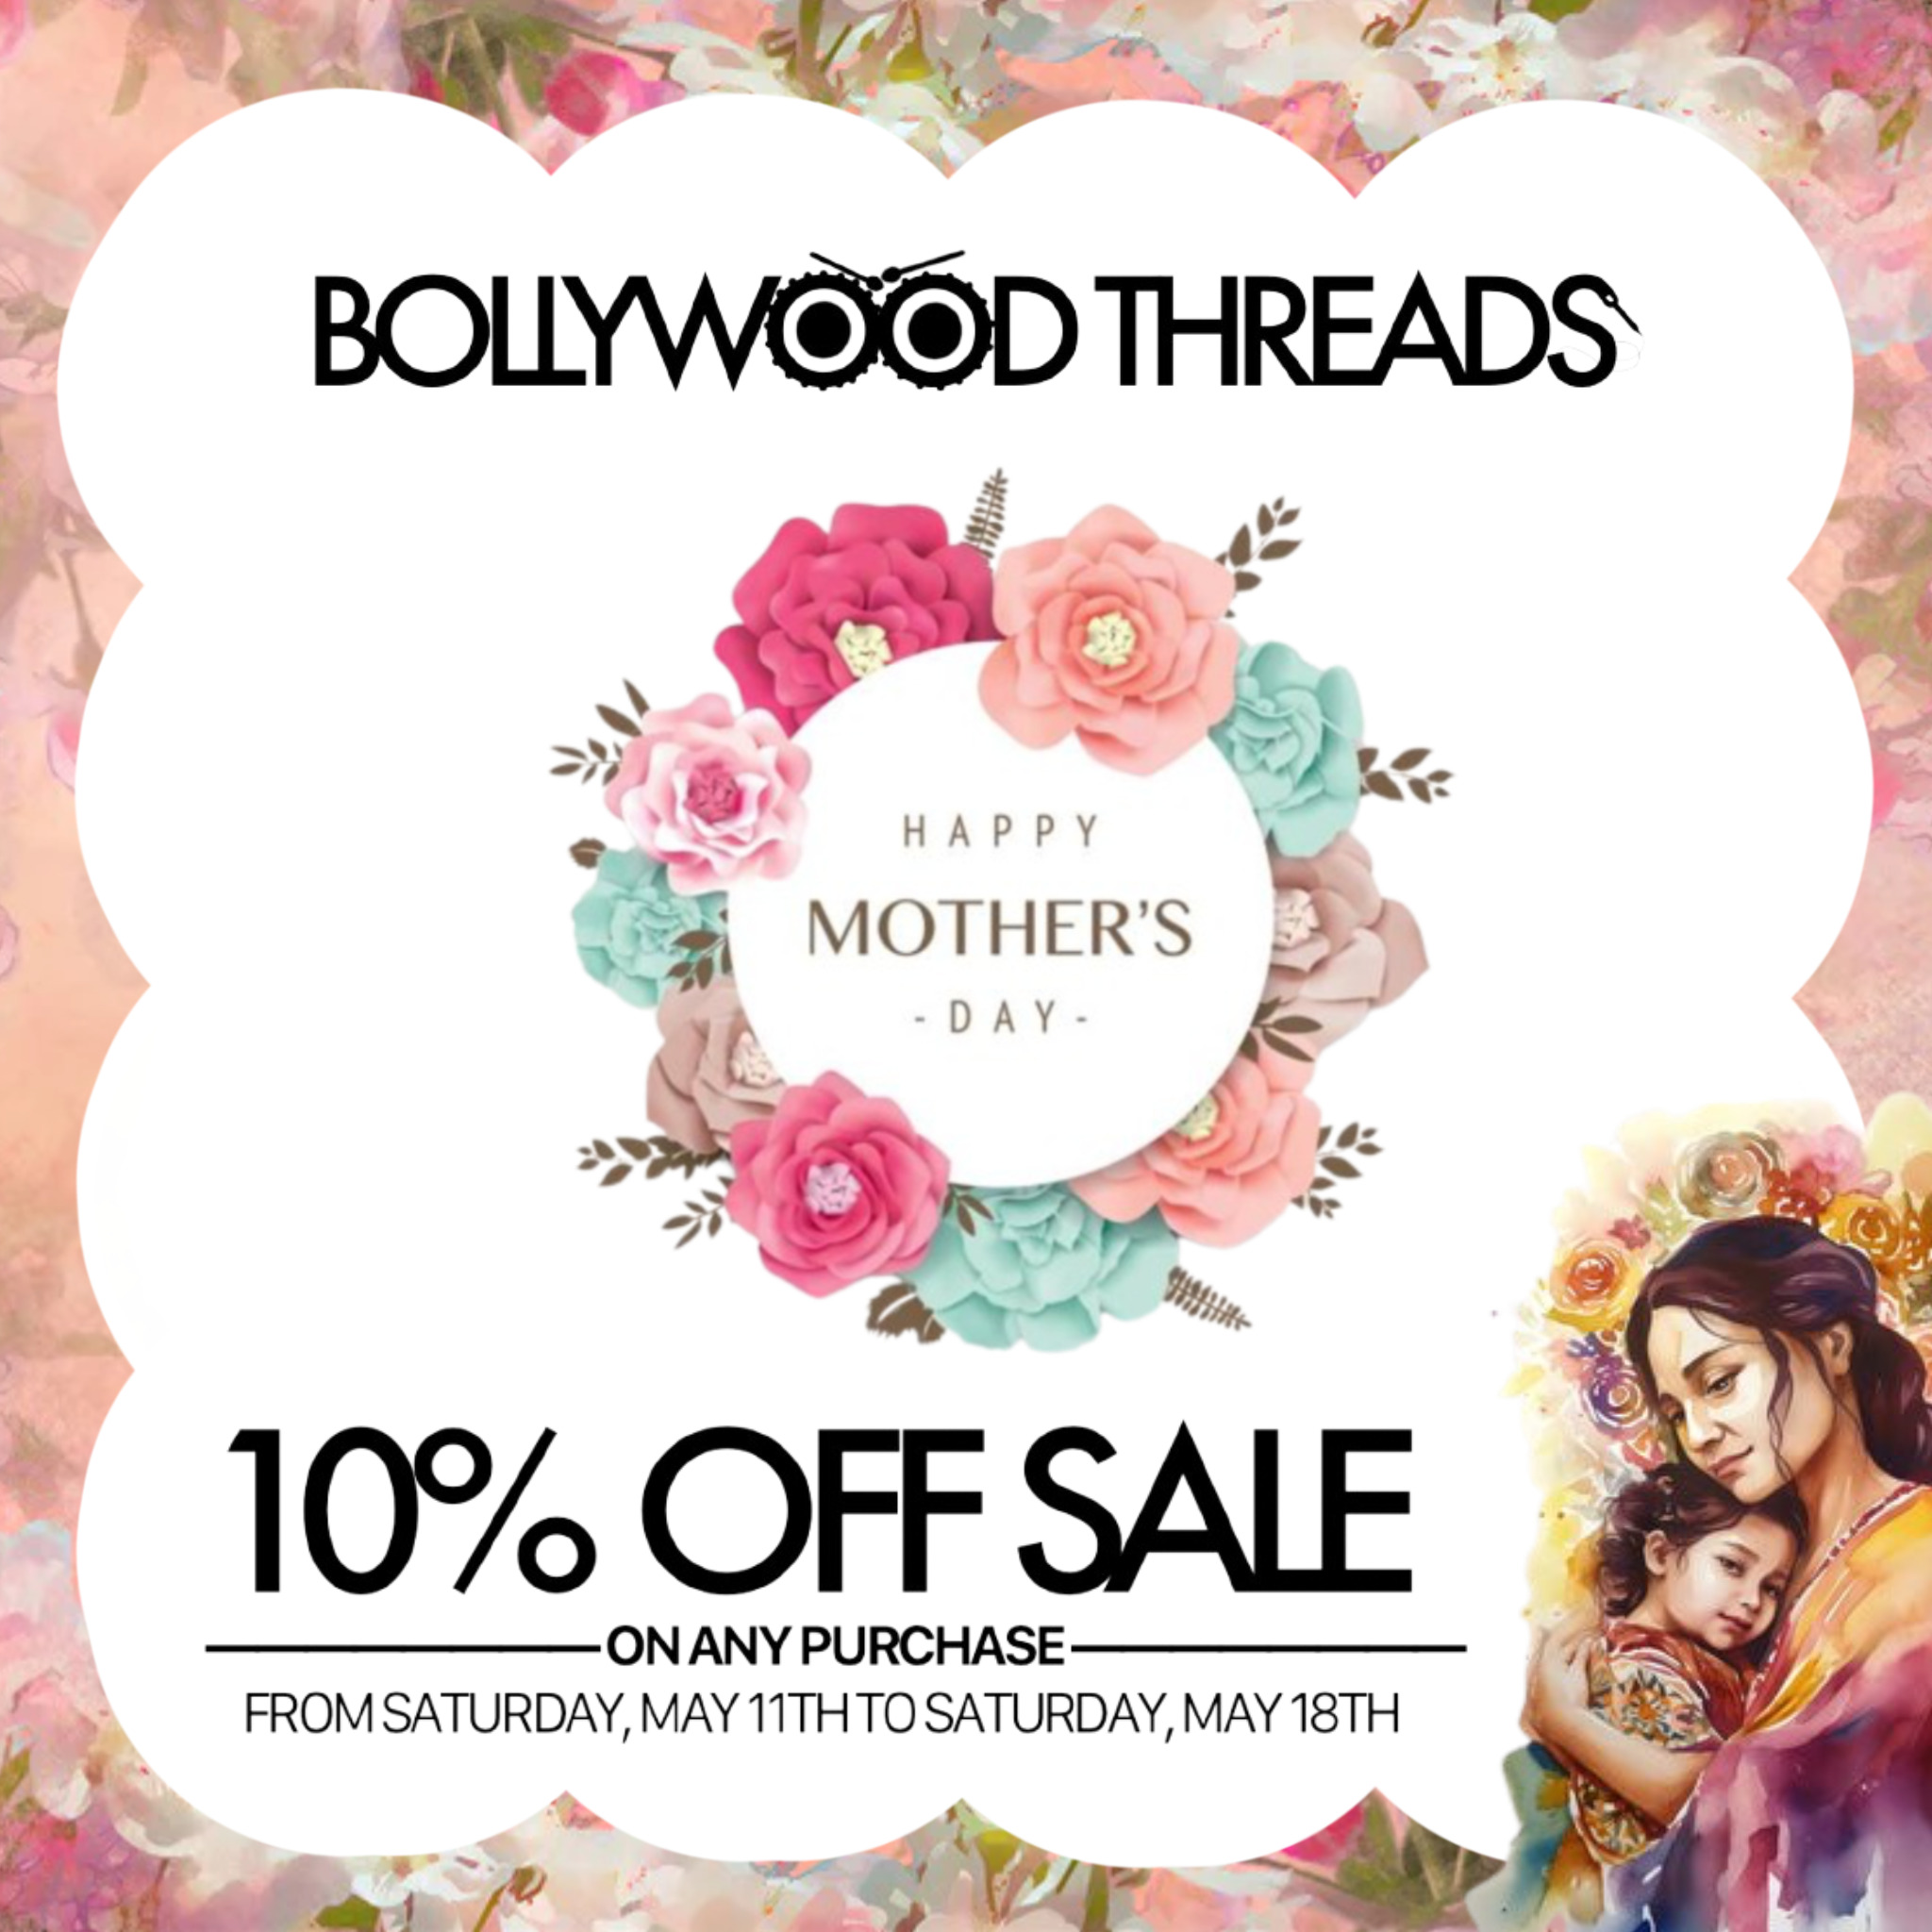 BOLLYWOOD THREADS
HAPPY
MOTHER'S
-DAY-
10% OFF SALE
ON ANY PURCHASE
FROM SATURDAY, MAY 11TH TO SATURDAY, MAY 18TH